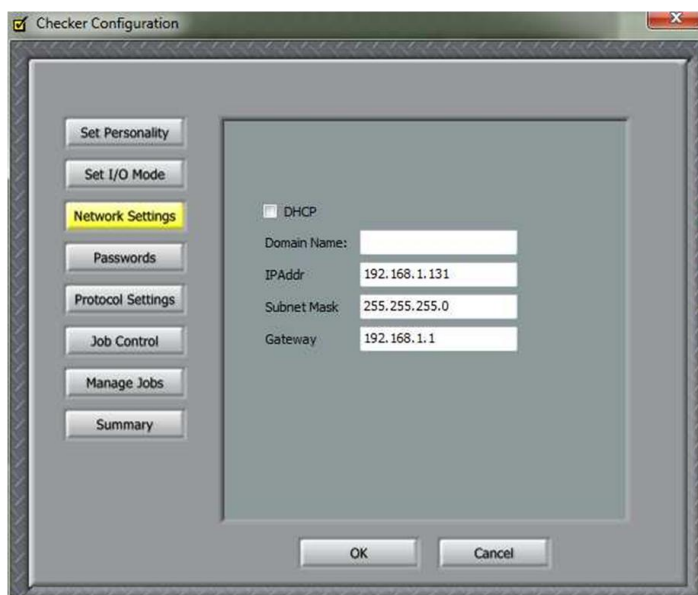 Checker Configuration
Set Personality
Set I/O Mode
Network Settings
Passwords
Protocol Settings
Job Control
Manage Jobs
Summary
DHCP
Domain Name:
IPAddr 192.168.1.131
Subnet Mask 255.255.255.0
Gateway 192.168.1.1
OK Cancel